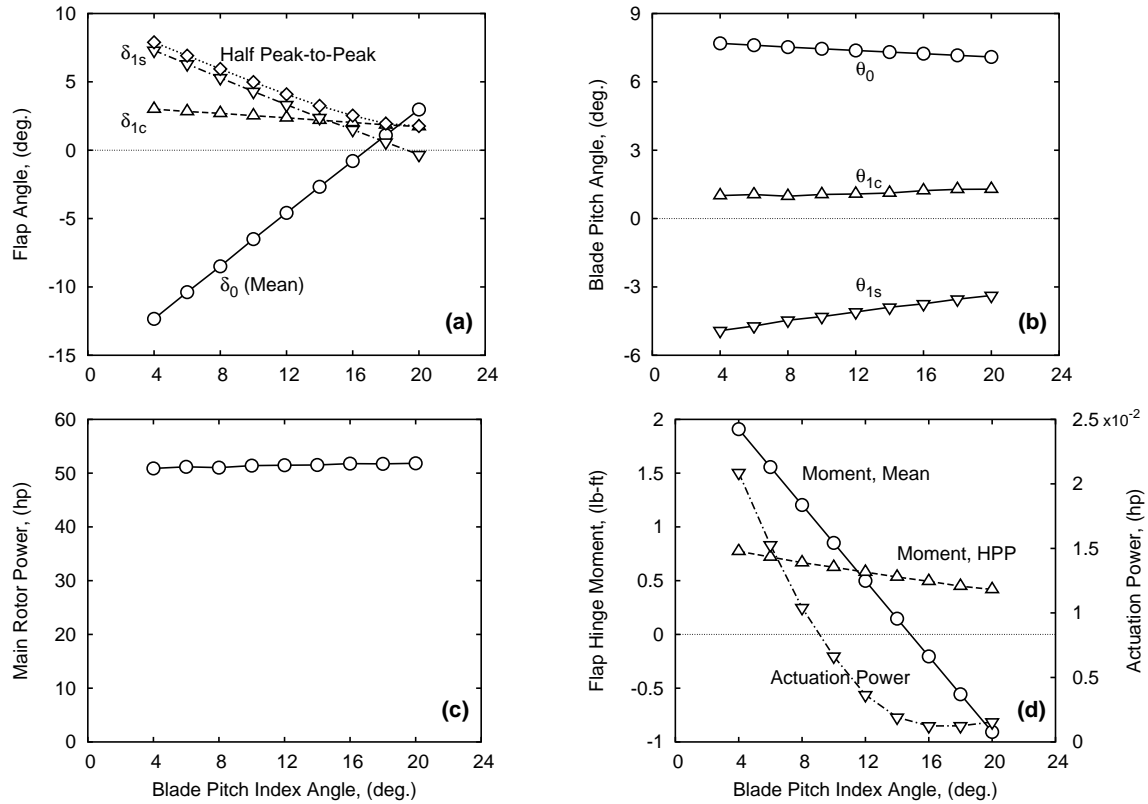 10
5
0
-5
-10
-15
Flap Angle, (deg.)
δ1s
Half Peak-to-Peak
δ1c
δ0 (Mean)
(a)
0 4 8 12 16 20 24
9
6
3
0
-3
-6
Blade Pitch Angle, (deg.)
θ0
θ1c
θ1s
(b)
0 4 8 12 16 20 24
60
50
40
30
20
10
0
Main Rotor Power, (hp)
(c)
0 4 8 12 16 20 24
Blade Pitch Index Angle, (deg.)
2
1.5
1
0.5
0
-0.5
-1
Flap Hinge Moment, (lb-ft)
Moment, Mean
Moment, HPP
Actuation Power
(d)
2.5 x10-2
2
1.5
1
0.5
0
Actuation Power, (hp)
0 4 8 12 16 20 24
Blade Pitch Index Angle, (deg.)